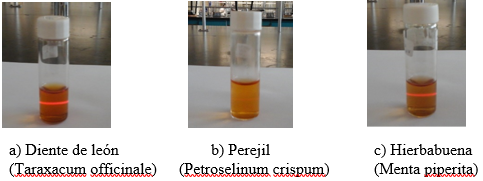 a) Diente de león
(Taraxacum officinale)
b) Perejil
(Petroselinum crispum)
c) Hierbabuena
(Menta piperita)